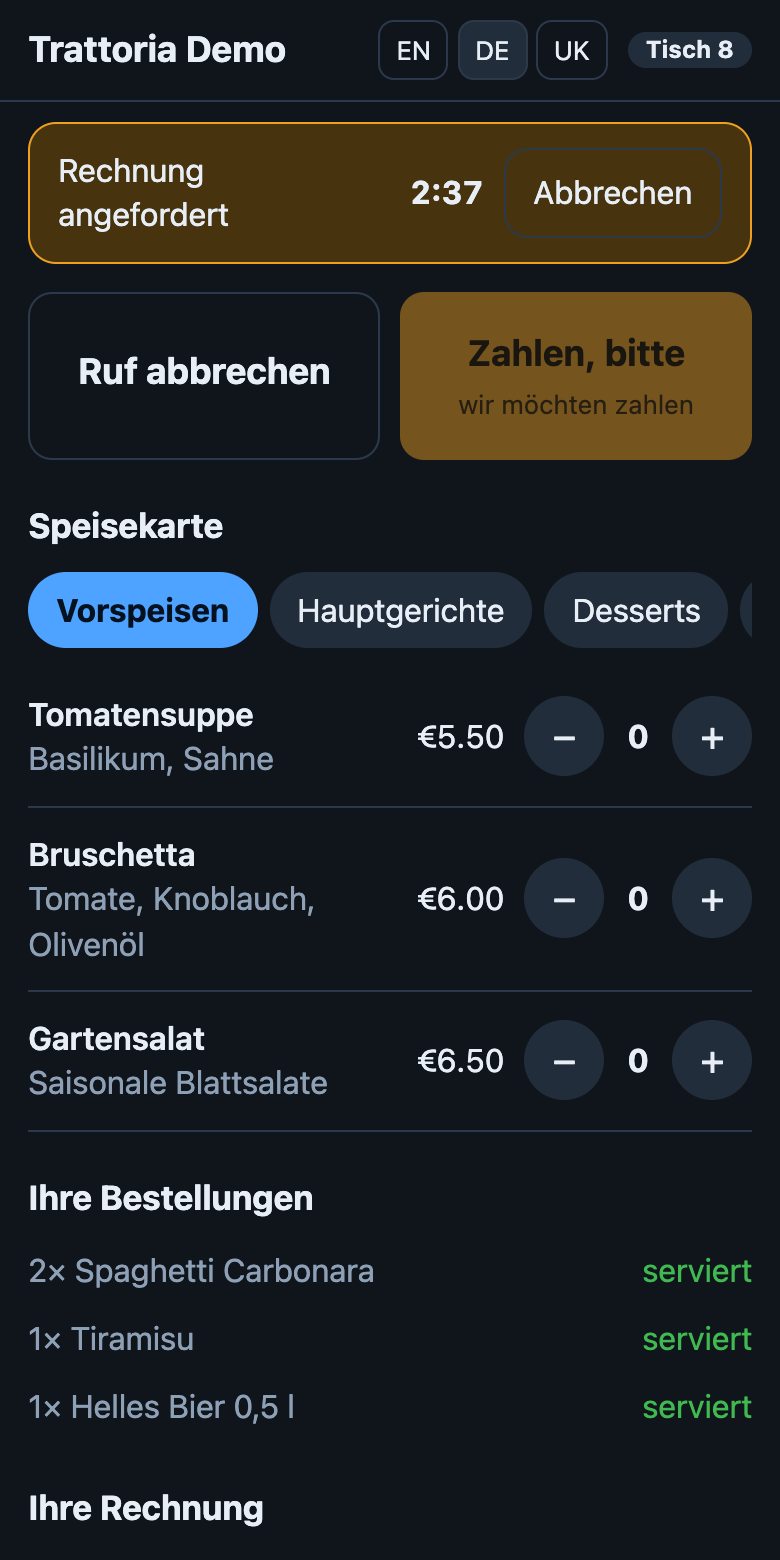 Trattoria Demo
EN
DE
UK
Tisch 8
Rechnung
angefordert
2:37
Abbrechen
Ruf abbrechen
Zahlen, bitte
wir möchten zahlen
Speisekarte
Vorspeisen
Hauptgerichte
Desserts
Tomatensuppe
Basilikum, Sahne
€5.50
−
0
+
Bruschetta
Tomate, Knoblauch,
Olivenöl
€6.00
−
0
+
Gartensalat
Saisonale Blattsalate
€6.50
−
0
+
Ihre Bestellungen
2× Spaghetti Carbonara
serviert
1× Tiramisu
serviert
1× Helles Bier 0,5 l
serviert
Ihre Rechnung